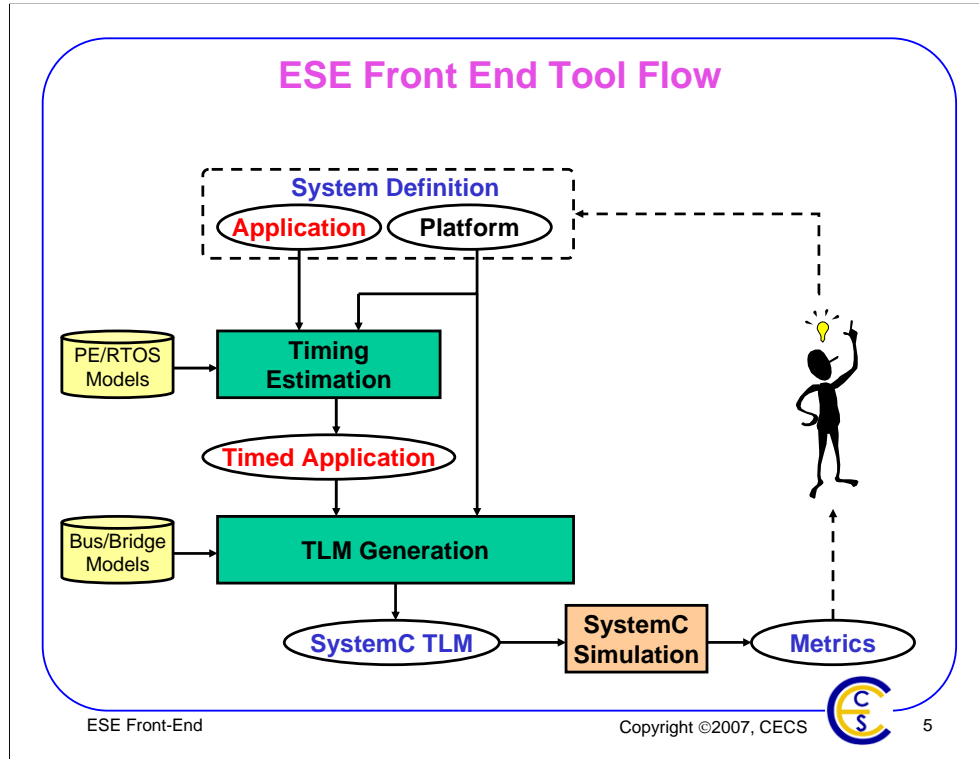 ESE Front End Tool Flow
System Definition
Application
Platform
PE/RTOS
Models
Timing
Estimation
Timed Application
Bus/Bridge
Models
TLM Generation
SystemC TLM
SystemC
Simulation
Metrics
ESE Front-End
Copyright ©2007, CECS
C
E
S
5